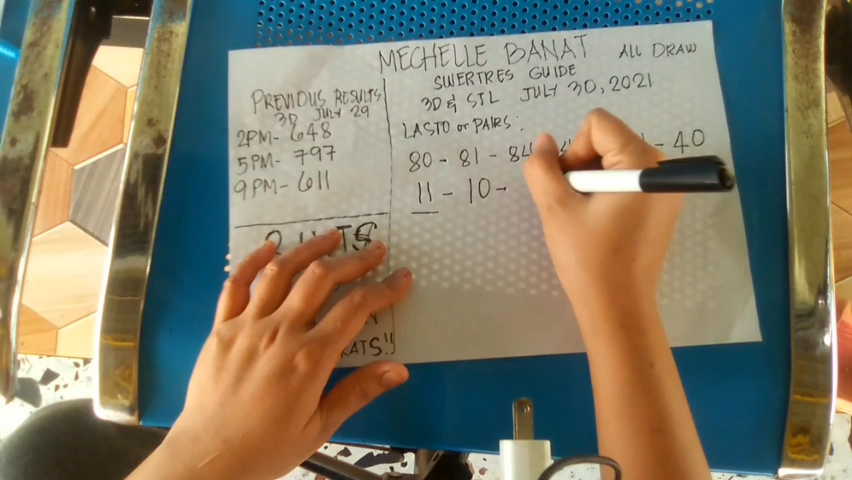 MECHELLE BANAT ALL DRAW
SWERTRES GUIDE
3D & STL JULY 30, 2021
PREVIOUS RESULTS
3D JULY 29
2PM- 648
5PM- 797
9PM- 611
LASTO or PAIRS:
80 - 81 - 84 - 40
11 - 10 -